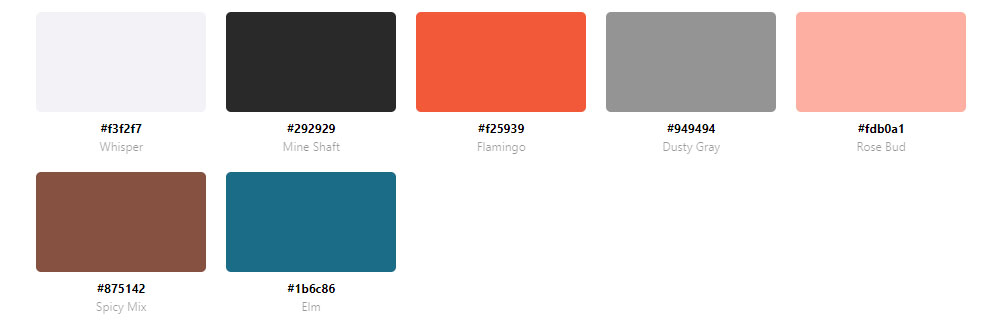 #f3f2f7
#292929
#f25939
#949494
#fdb0a1
Whisper
Mine Shaft
Flamingo
Dusty Gray
Rose Bud
#875142
#1b6c86
Spicy Mix
Elm